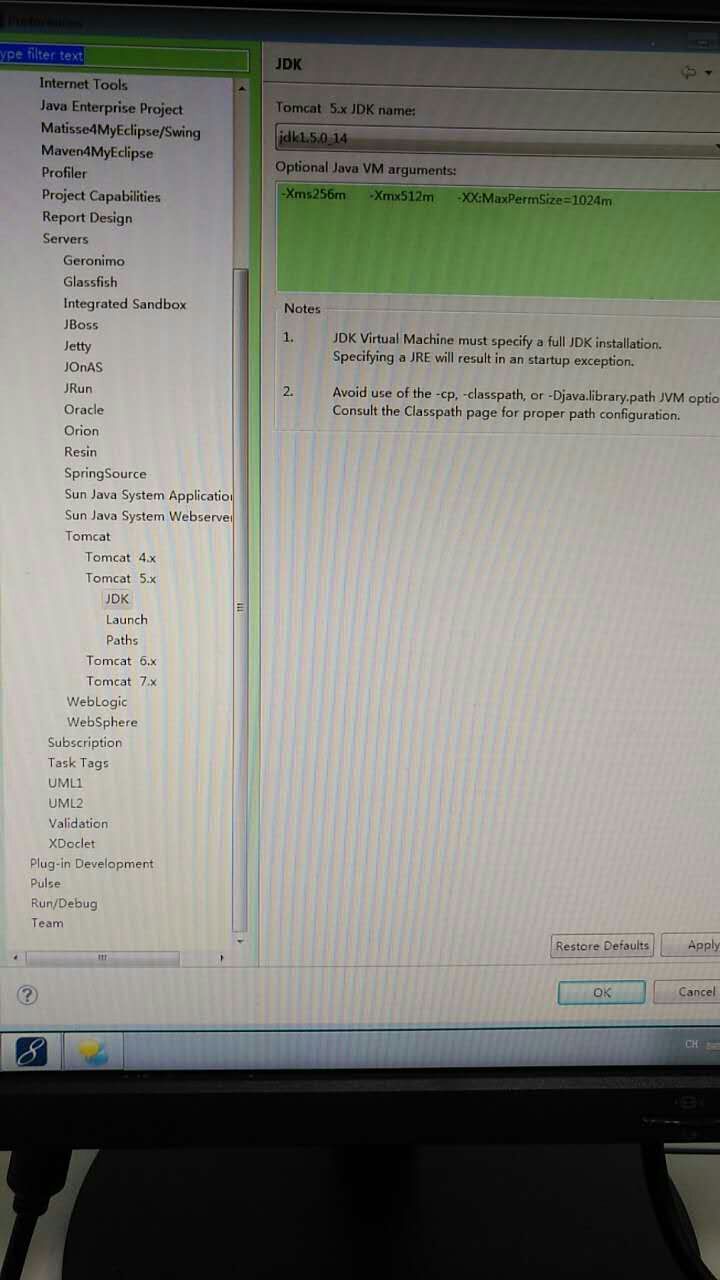 Preferences
ype filter text
Internet Tools
Java Enterprise Project
Matisse4MyEclipse/Swing
Maven4MyEclipse
Profiler
Project Capabilities
Report Design
Servers
Geronimo
Glassfish
Integrated Sandbox
JBoss
Jetty
JOnAS
JRun
Oracle
Orion
Resin
SpringSource
Sun Java System Application
Sun Java System Webserver
Tomcat
Tomcat 4.x
Tomcat 5.x
JDK
Launch
Paths
Tomcat 6.x
Tomcat 7.x
WebLogic
WebSphere
Subscription
Task Tags
UML1
UML2
Validation
XDoclet
Plug-in Development
Pulse
Run/Debug
Team
JDK
Tomcat 5.x JDK name:
jdk1.5.0_14
Optional Java VM arguments:
-Xms256m -Xmx512m -XX:MaxPermSize=1024m
Notes
1. JDK Virtual Machine must specify a full JDK installation.
Specifying a JRE will result in an startup exception.
2. Avoid use of the -cp, -classpath, or -Djava.library.path JVM optio
Consult the Classpath page for proper path configuration.
Restore Defaults
Apply
OK
Cancel
CH